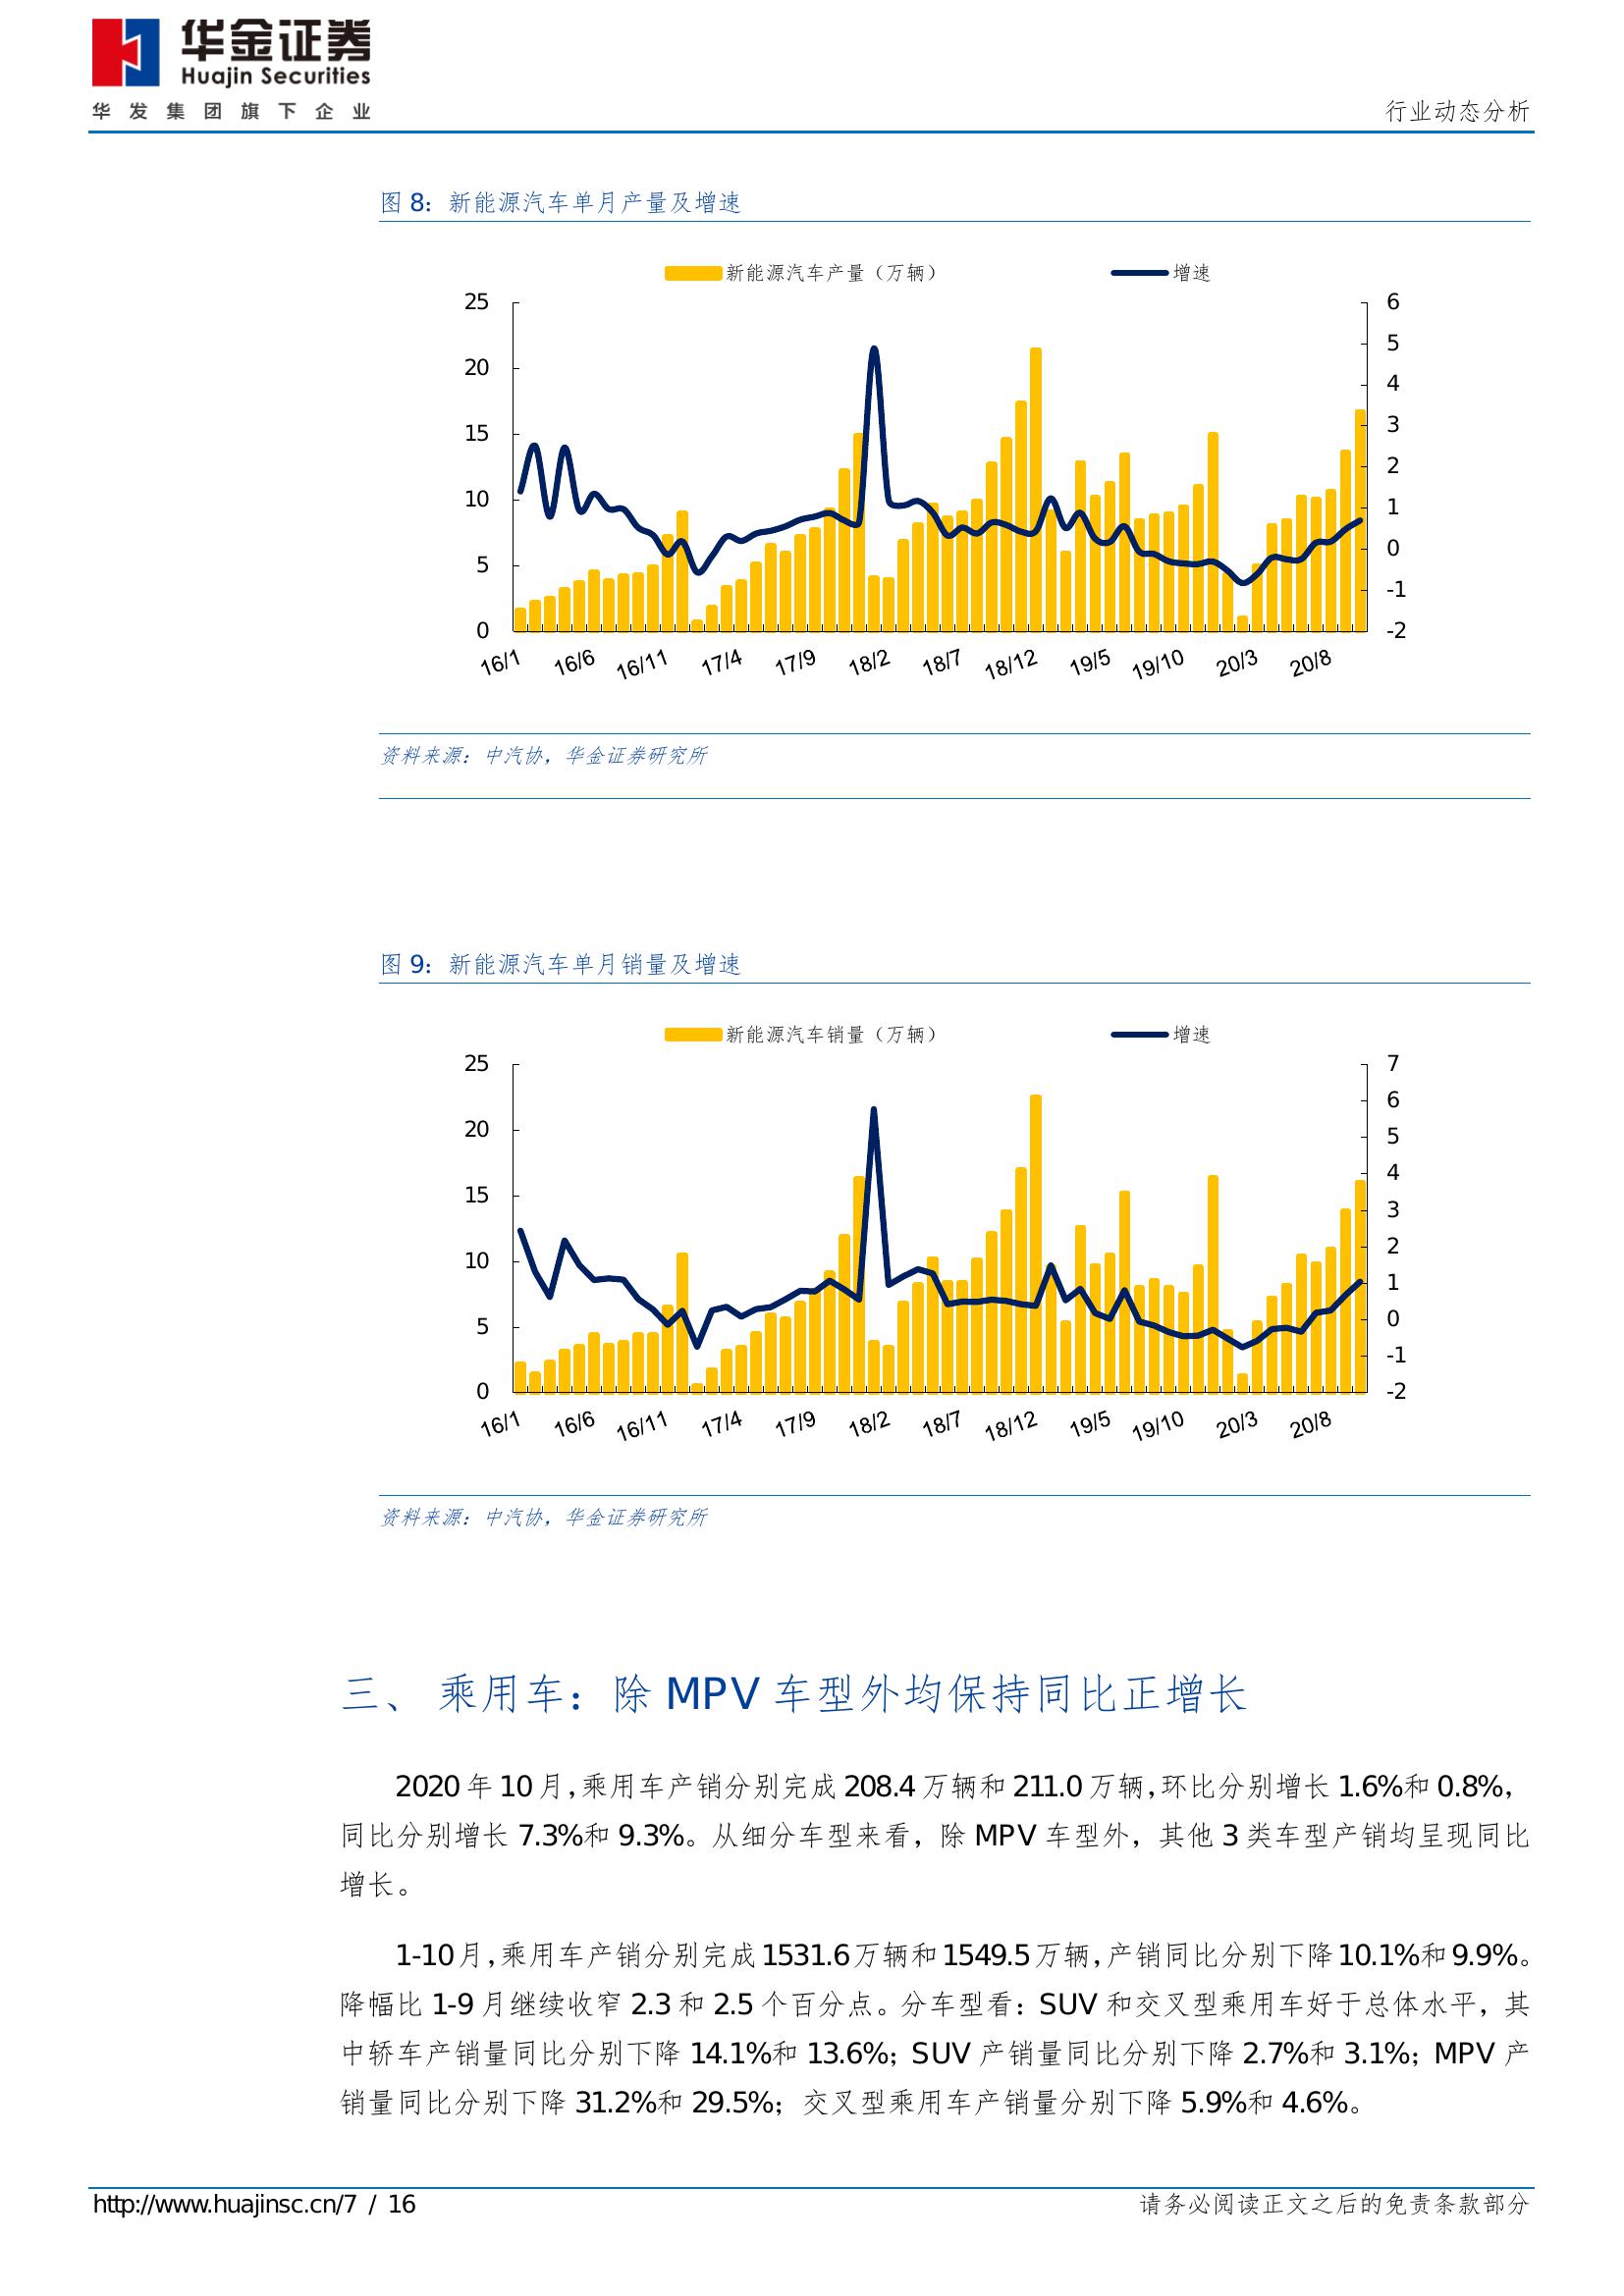 华金证券
Huajin Securities
华发集团旗下企业
行业动态分析
图 8：新能源汽车单月产量及增速
新能源汽车产量（万辆） 增速
25 6
5
20 4
15 3
2
10 1
0
5 -1
0 -2
16/1 16/6 16/11 17/4 17/9 18/2 18/7 18/12 19/5 19/10 20/3 20/8
资料来源：中汽协，华金证券研究所
图 9：新能源汽车单月销量及增速
新能源汽车销量（万辆） 增速
25 7
6
20 5
4
15 3
2
10 1
5 0
-1
0 -2
16/1 16/6 16/11 17/4 17/9 18/2 18/7 18/12 19/5 19/10 20/3 20/8
资料来源：中汽协，华金证券研究所
三、 乘用车：除 MPV 车型外均保持同比正增长
2020 年 10 月，乘用车产销分别完成 208.4 万辆和 211.0 万辆，环比分别增长 1.6%和 0.8%，
同比分别增长 7.3%和 9.3%。从细分车型来看，除 MPV 车型外，其他 3 类车型产销均呈现同比
增长。
1-10 月，乘用车产销分别完成 1531.6 万辆和 1549.5 万辆，产销同比分别下降 10.1%和 9.9%。
降幅比 1-9 月继续收窄 2.3 和 2.5 个百分点。分车型看：SUV 和交叉型乘用车好于总体水平，其
中轿车产销量同比分别下降 14.1%和 13.6%；SUV 产销量同比分别下降 2.7%和 3.1%；MPV 产
销量同比分别下降 31.2%和 29.5%；交叉型乘用车产销量分别下降 5.9%和 4.6%。
http://www.huajinsc.cn/7 / 16 请务必阅读正文之后的免责条款部分